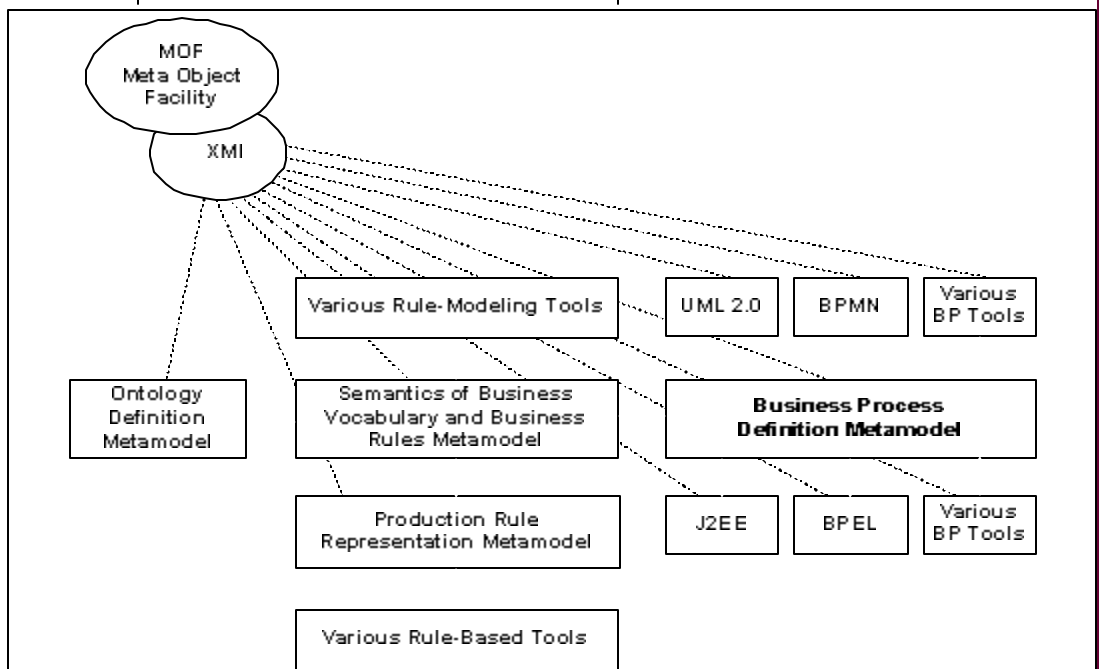 MOF
Meta Object
Facility
XMI
Various Rule-Modeling Tools
UML 2.0
BPMN
Various
BP Tools
Ontology
Definition
Metamodel
Semantics of Business
Vocabulary and Business
Rules Metamodel
Business Process
Definition Metamodel
Production Rule
Representation Metamodel
J2EE
BPEL
Various
BP Tools
Various Rule-Based Tools